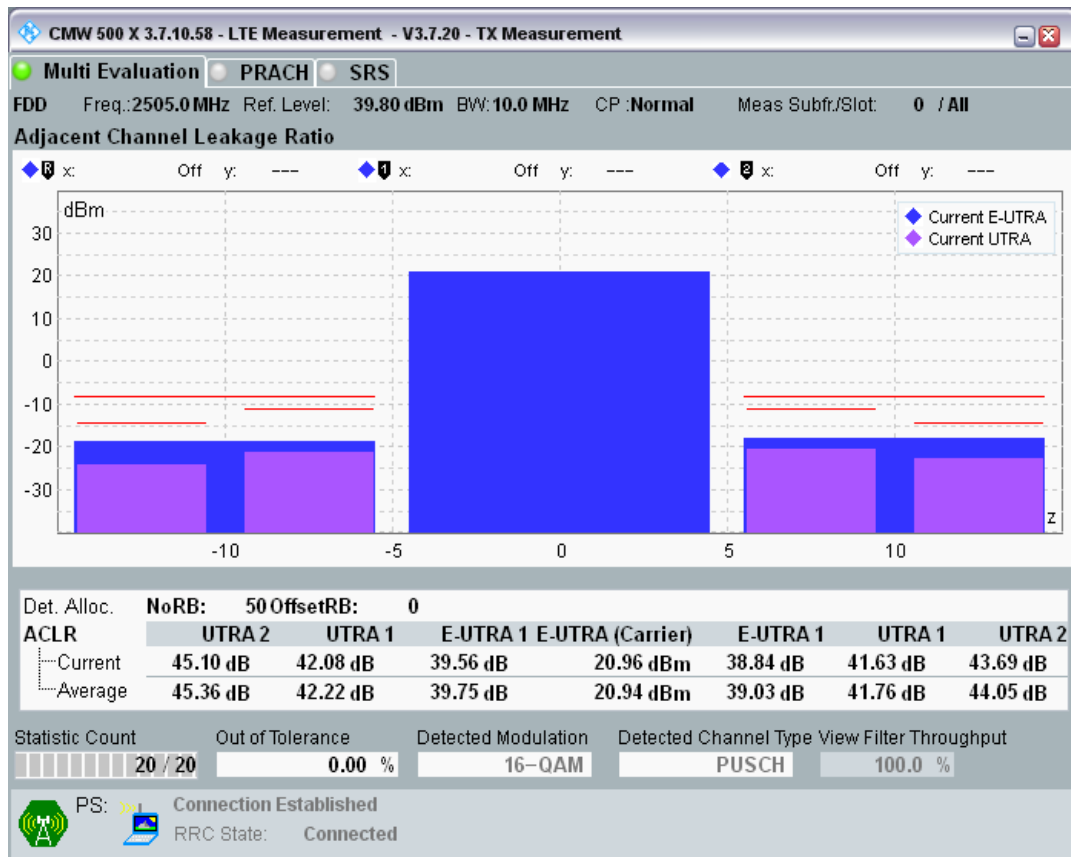 CMW 500 X 3.7.10.58 - LTE Measurement - V3.7.20 - TX Measurement
Multi Evaluation PRACH SRS
FDD Freq.:2505.0 MHz Ref. Level: 39.80 dBm BW:10.0 MHz CP :Normal Meas Subfr./Slot: 0 / All
Adjacent Channel Leakage Ratio
R x: Off y: --- 1 x: Off y: --- 2 x: Off y: ---
dBm
Current E-UTRA
Current UTRA
30
20
10
0
-10
-20
-30
z
-10 -5 0 5 10
Det. Alloc. NoRB: 50 OffsetRB: 0
ACLR UTRA 2 UTRA 1 E-UTRA 1 E-UTRA (Carrier) E-UTRA 1 UTRA 1 UTRA 2
Current 45.10 dB 42.08 dB 39.56 dB 20.96 dBm 38.84 dB 41.63 dB 43.69 dB
Average 45.36 dB 42.22 dB 39.75 dB 20.94 dBm 39.03 dB 41.76 dB 44.05 dB
Statistic Count Out of Tolerance Detected Modulation Detected Channel Type View Filter Throughput
20 / 20 0.00 % 16-QAM PUSCH 100.0 %
PS: Connection Established
RRC State: Connected